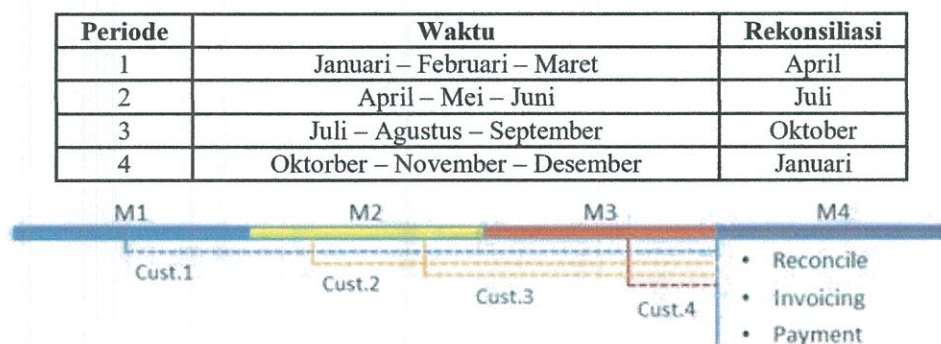 Periode Waktu Rekonsiliasi
1 Januari – Februari – Maret April
2 April – Mei – Juni Juli
3 Juli – Agustus – September Oktober
4 Oktorber – November – Desember Januari
M1 M2 M3 M4
Cust.1 Cust.2 Cust.3 Cust.4
• Reconcile
• Invoicing
• Payment